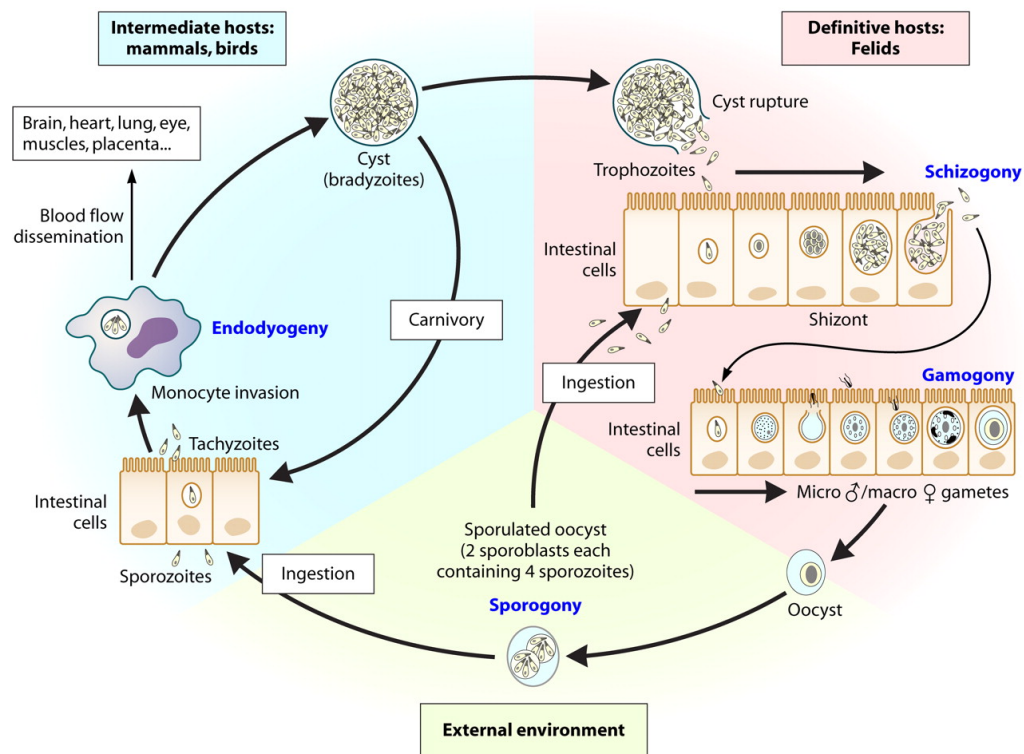 Intermediate hosts:
mammals, birds
Definitive hosts:
Felids
Brain, heart, lung, eye,
muscles, placenta...
Cyst
(bradyzoites)
Cyst rupture
Trophozoites
Schizogony
Blood flow
dissemination
Intestinal
cells
Endodyogeny
Carnivory
Shizont
Monocyte invasion
Ingestion
Gamogony
Tachyzoites
Intestinal
cells
Intestinal
cells
Micro ♂/macro ♀ gametes
Sporulated oocyst
(2 sporoblasts each
containing 4 sporozoites)
Sporozoites
Ingestion
Sporogony
Oocyst
External environment